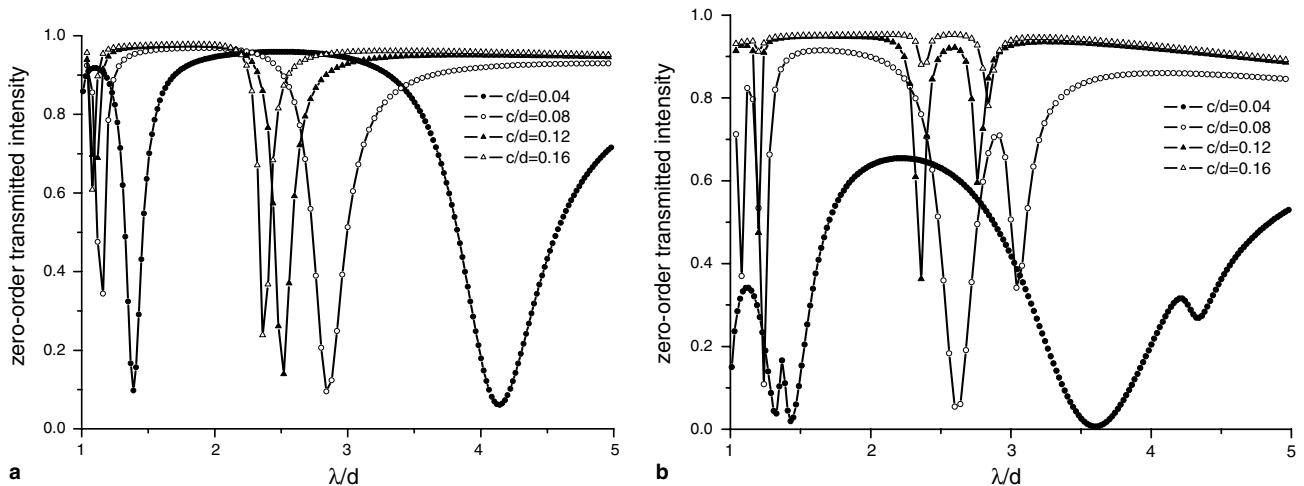 1.0
0.8
0.6
0.4
0.2
0.0
zero-order transmitted intensity
c/d=0.04
c/d=0.08
c/d=0.12
c/d=0.16
1 2 3 4 5
λ/d
a
1.0
0.8
0.6
0.4
0.2
0.0
zero-order transmitted intensity
c/d=0.04
c/d=0.08
c/d=0.12
c/d=0.16
1 2 3 4 5
λ/d
b